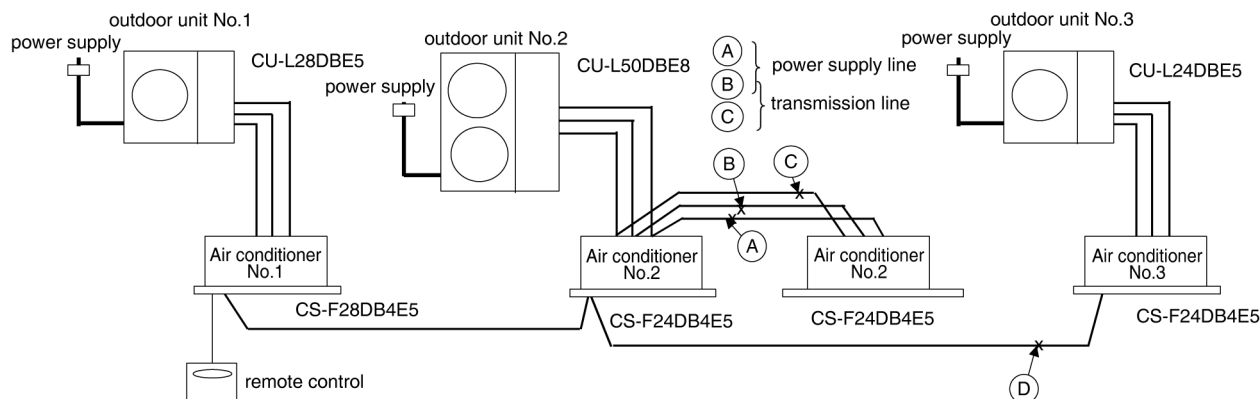 outdoor unit No.1
power supply
CU-L28DBE5
outdoor unit No.2
power supply
CU-L50DBE8
A
B
C
power supply line
transmission line
outdoor unit No.3
power supply
CU-L24DBE5
B
C
A
Air conditioner
No.1
Air conditioner
No.2
Air conditioner
No.2
Air conditioner
No.3
CS-F28DB4E5
CS-F24DB4E5
CS-F24DB4E5
CS-F24DB4E5
remote control
x
x
x
x
D